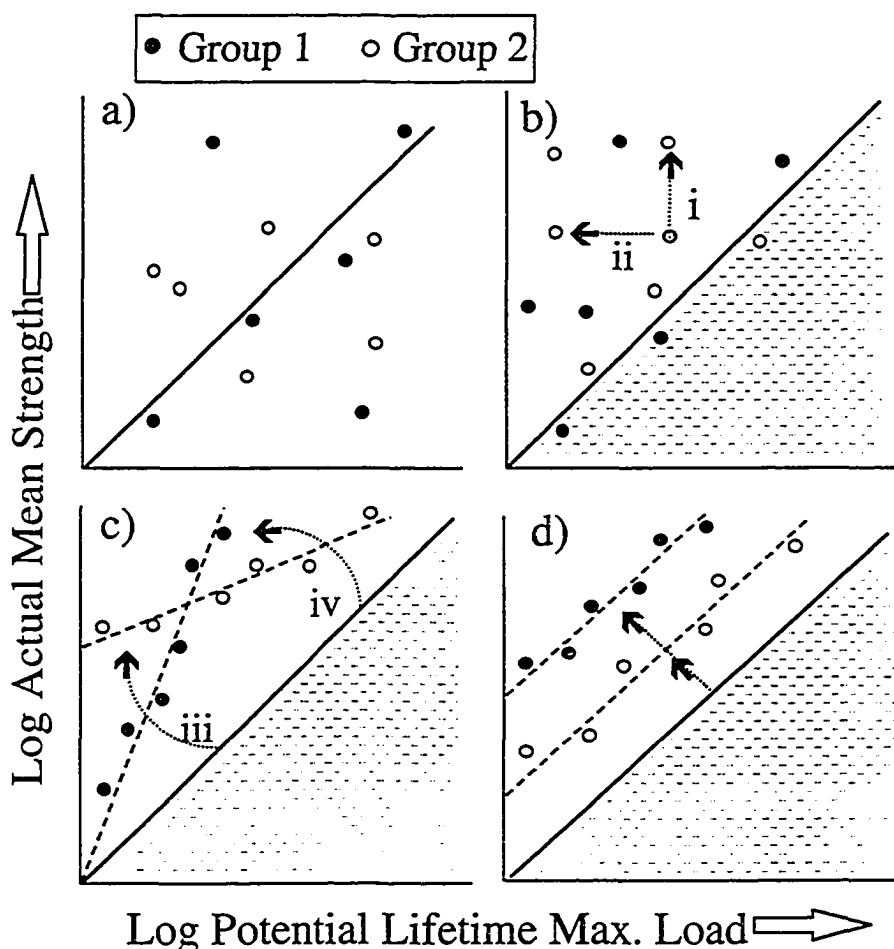 Group 1 Group 2
a)
b)
i
ii
c)
iv
iii
d)
Log Actual Mean Strength
Log Potential Lifetime Max. Load